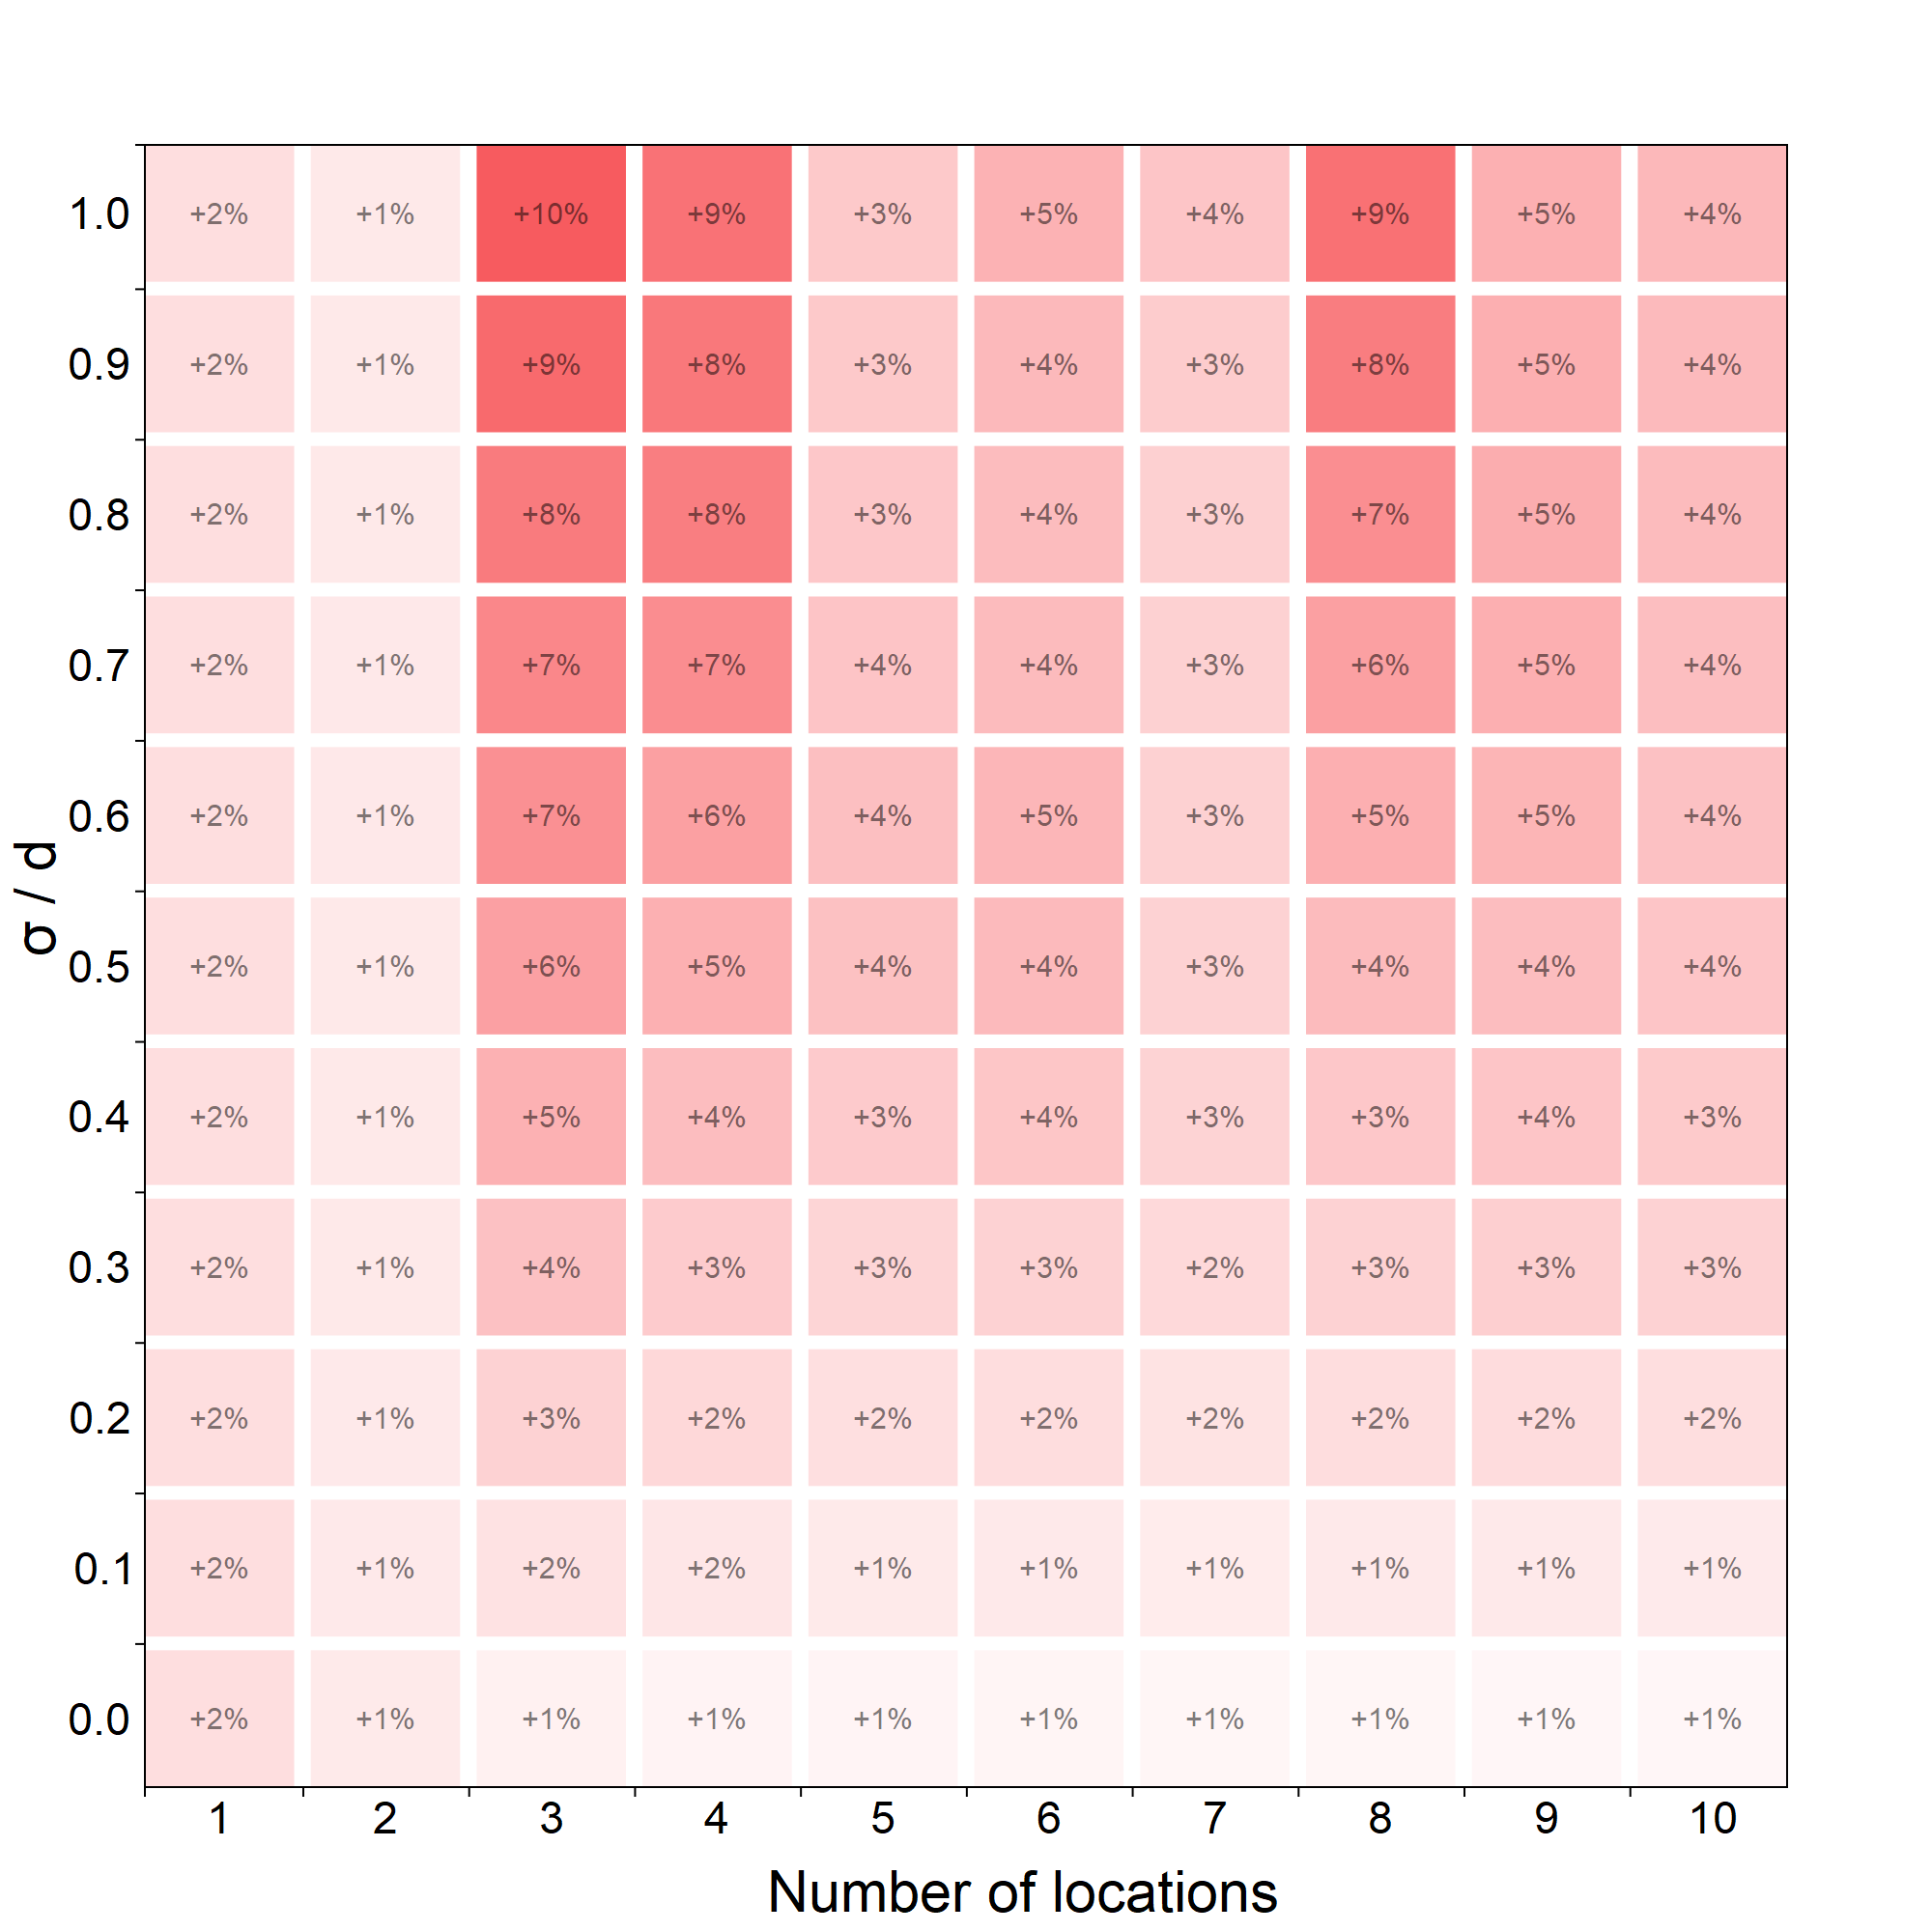 1.0 +2% +1% +10% +9% +3% +5% +4% +9% +5% +4%
0.9 +2% +1% +9% +8% +3% +4% +3% +8% +5% +4%
0.8 +2% +1% +8% +8% +3% +4% +3% +7% +5% +4%
0.7 +2% +1% +7% +7% +4% +4% +3% +6% +5% +4%
0.6 +2% +1% +7% +6% +4% +5% +3% +5% +5% +4%
σ / d
0.5 +2% +1% +6% +5% +4% +4% +3% +4% +4% +4%
0.4 +2% +1% +5% +4% +3% +4% +3% +3% +4% +3%
0.3 +2% +1% +4% +3% +3% +3% +2% +3% +3% +3%
0.2 +2% +1% +3% +2% +2% +2% +2% +2% +2% +2%
0.1 +2% +1% +2% +2% +1% +1% +1% +1% +1% +1%
0.0 +2% +1% +1% +1% +1% +1% +1% +1% +1% +1%
1 2 3 4 5 6 7 8 9 10
Number of locations